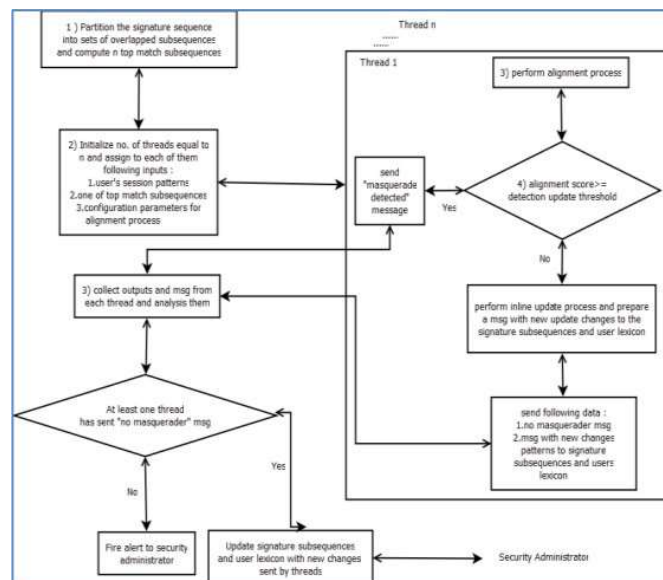 1 ) Partition the signature sequence
into sets of overlapped subsequences
and compute n top match subsequences
Thread n
......
......
Thread 1
3) perform alignment process
2) Initialize no. of threads equal to
n and assign to each of them
following inputs :
1.user's session patterns
2.one of top match subsequences
3.configuration parameters for
alignment process
send
"masquerade
detected"
message
Yes
4) alignment score>=
detection update threshold
No
3) collect outputs and msg from
each thread and analysis them
perform inline update process and prepare
a msg with new update changes to the
signature subsequences and user lexicon
At least one thread
has sent "no masquerader" msg
send following data :
1.no masquerader msg
2.msg with new changes
patterns to signature
subsequences and users
lexicon
Yes
No
Fire alert to security
administrator
Update signature subsequences
and user lexicon with new changes
sent by threads
Security Administrator